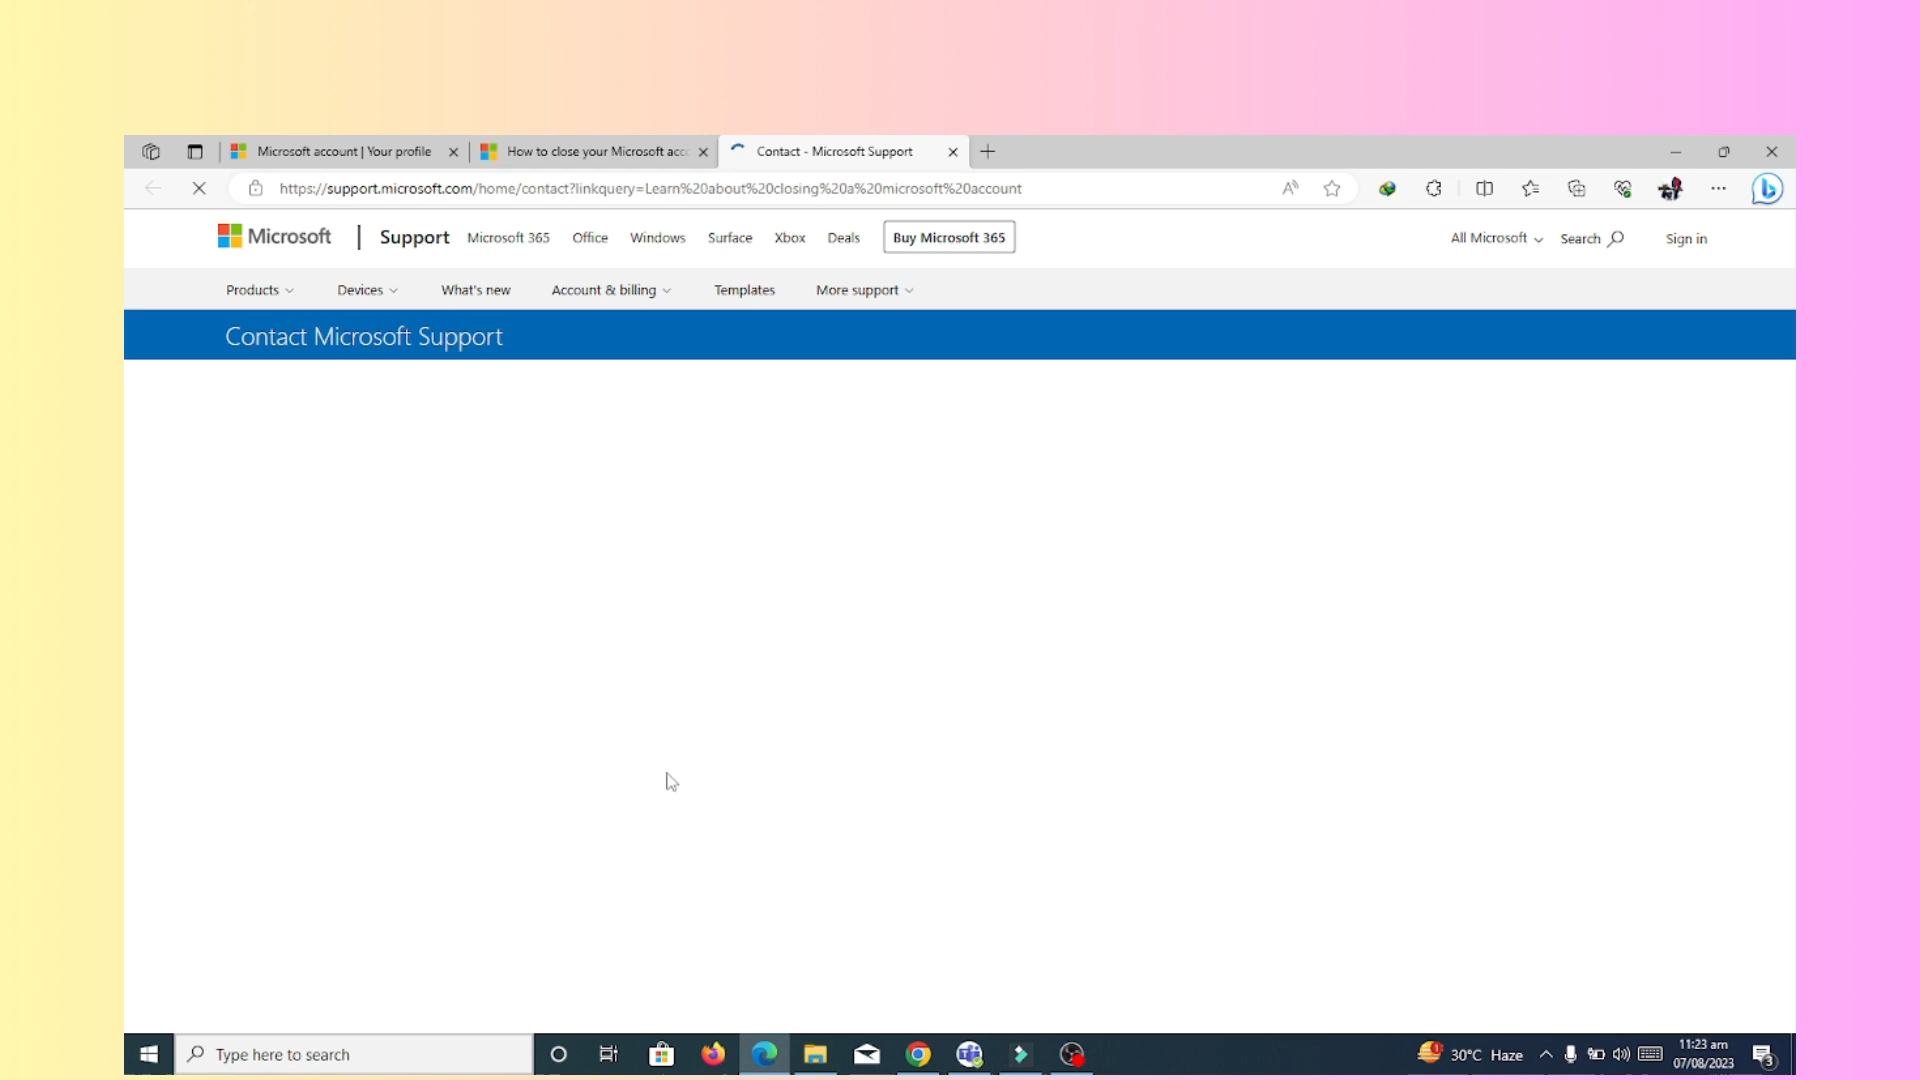 Microsoft account | Your profile
How to close your Microsoft acc
Contact - Microsoft Support
https://support.microsoft.com/home/contact?linkquery=Learn%20about%20closing%20a%20microsoft%20account
Microsoft | Support Microsoft 365 Office Windows Surface Xbox Deals Buy Microsoft 365 All Microsoft Search Sign in
Products Devices What's new Account & billing Templates More support
Contact Microsoft Support
Type here to search
30°C Haze
11:23 am
07/08/2023
3